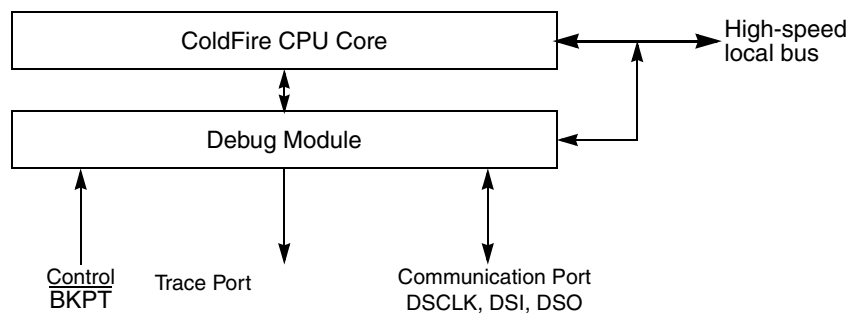 ColdFire CPU Core
High-speed
local bus
Debug Module
Control
BKPT
Trace Port
Communication Port
DSCLK, DSI, DSO